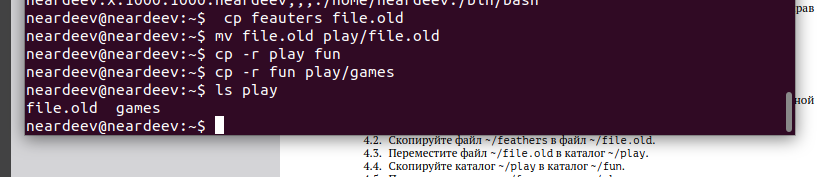 neardeev:x:1000:1000:neardeev,,,:/home/neardeev:/bin/bash
neardeev@neardeev:~$  cp feauters file.old
neardeev@neardeev:~$ mv file.old play/file.old
neardeev@neardeev:~$ cp -r play fun
neardeev@neardeev:~$ cp -r fun play/games
neardeev@neardeev:~$ ls play
file.old  games
neardeev@neardeev:~$
рав
ной
4.2. Скопируйте файл ~/feathers в файл ~/file.old.
4.3. Переместите файл ~/file.old в каталог ~/play.
4.4. Скопируйте каталог ~/play в каталог ~/fun.